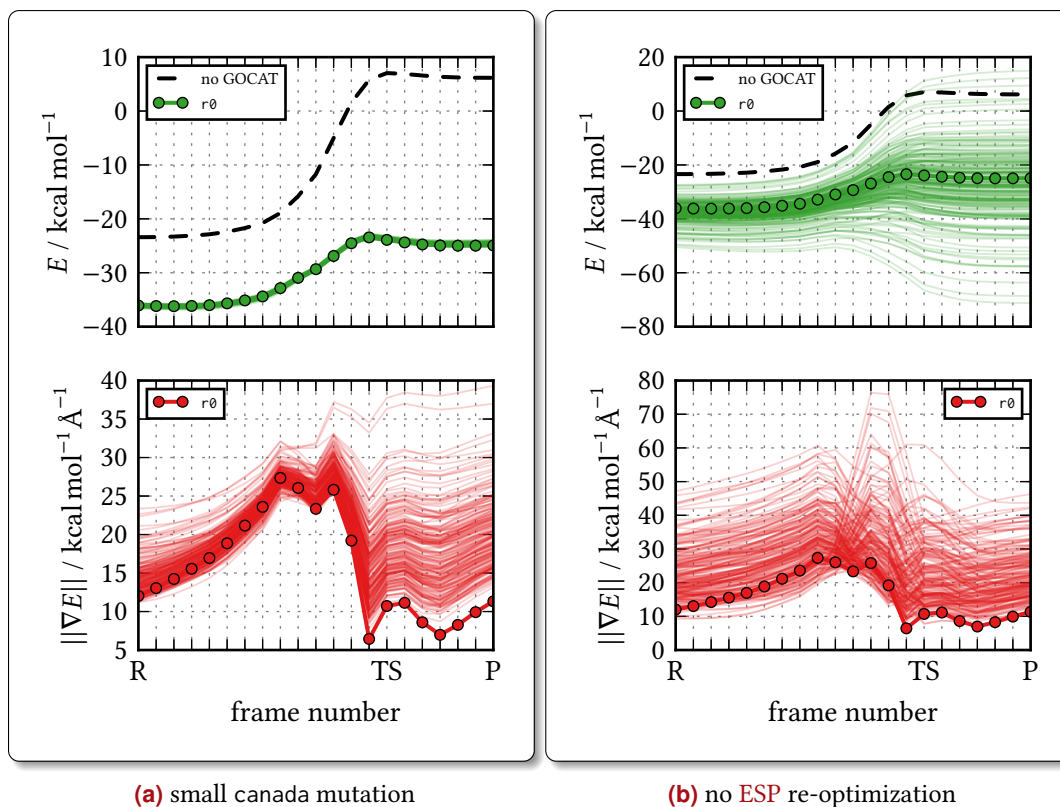 10
0
−10
−20
−30
−40
E / kcal mol⁻¹
no GOCAT
r0
20
0
−20
−40
−60
−80
E / kcal mol⁻¹
no GOCAT
r0
40
35
30
25
20
15
10
5
||∇E|| / kcal mol⁻¹ Å⁻¹
r0
R TS P
frame number
80
70
60
50
40
30
20
10
0
||∇E|| / kcal mol⁻¹ Å⁻¹
r0
R TS P
frame number
(a) small canada mutation
(b) no ESP re-optimization